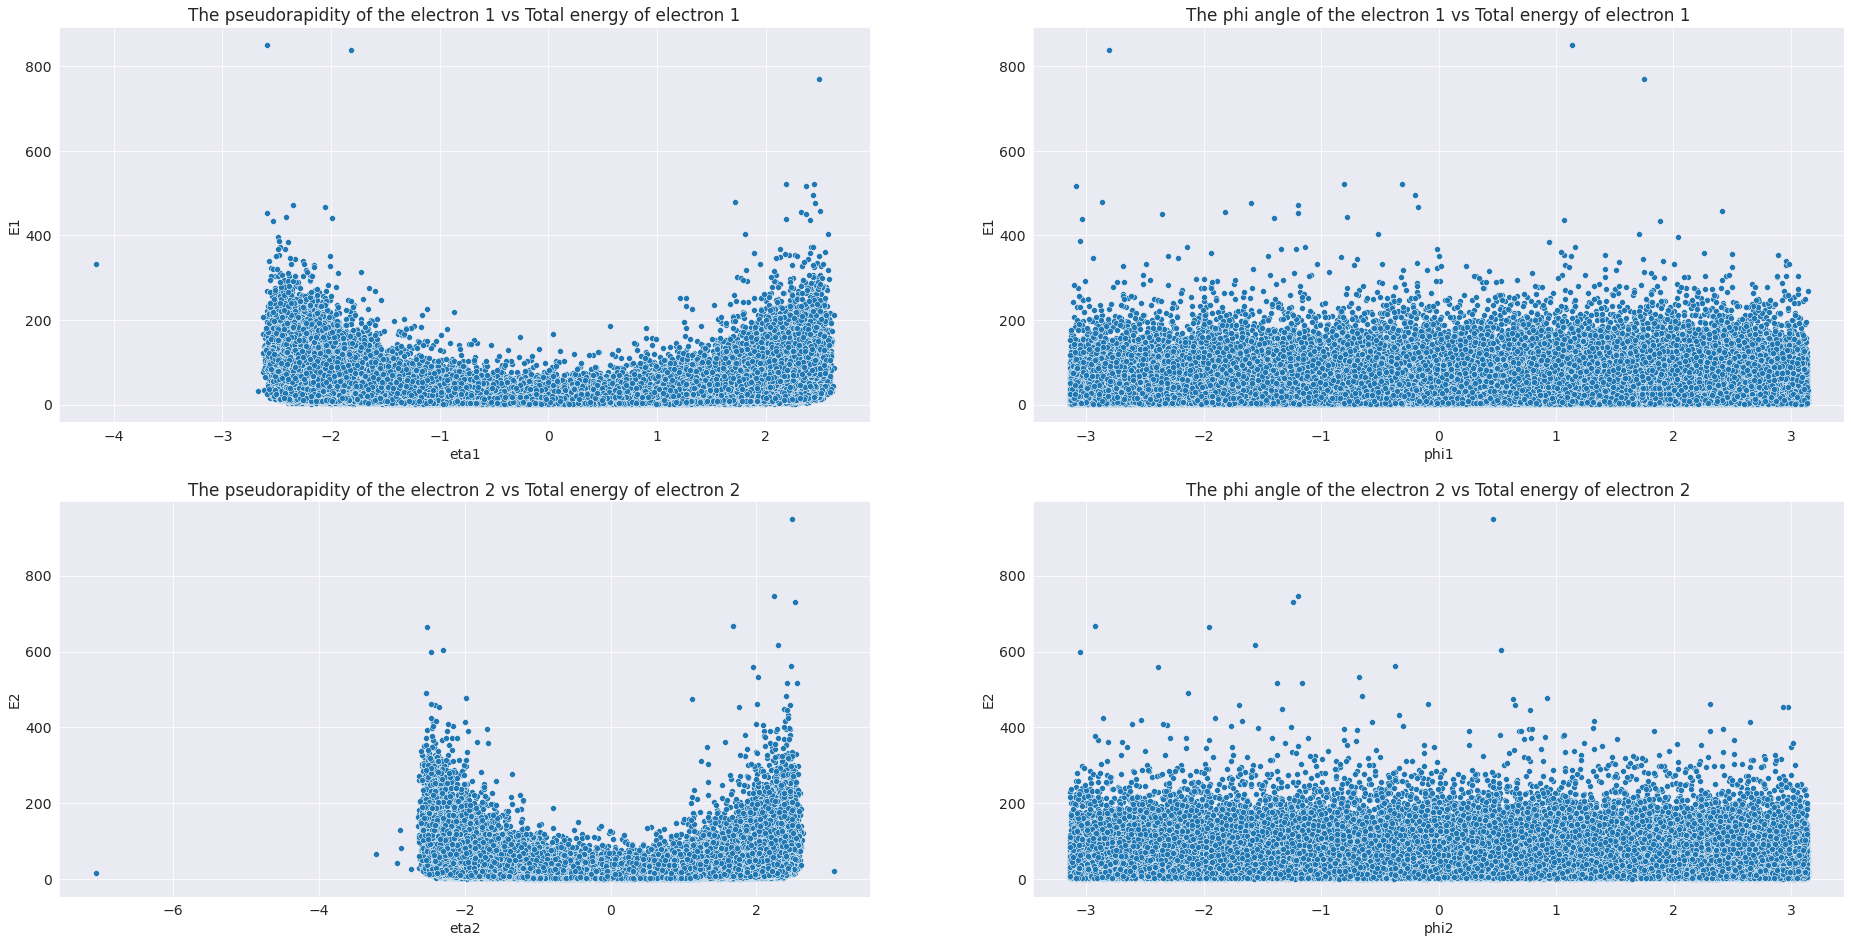 The pseudorapidity of the electron 1 vs Total energy of electron 1
800
600
400
200
0
E1
−4 −3 −2 −1 0 1 2
eta1
The phi angle of the electron 1 vs Total energy of electron 1
800
600
400
200
0
E1
−3 −2 −1 0 1 2 3
phi1
The pseudorapidity of the electron 2 vs Total energy of electron 2
800
600
400
200
0
E2
−6 −4 −2 0 2
eta2
The phi angle of the electron 2 vs Total energy of electron 2
800
600
400
200
0
E2
−3 −2 −1 0 1 2 3
phi2